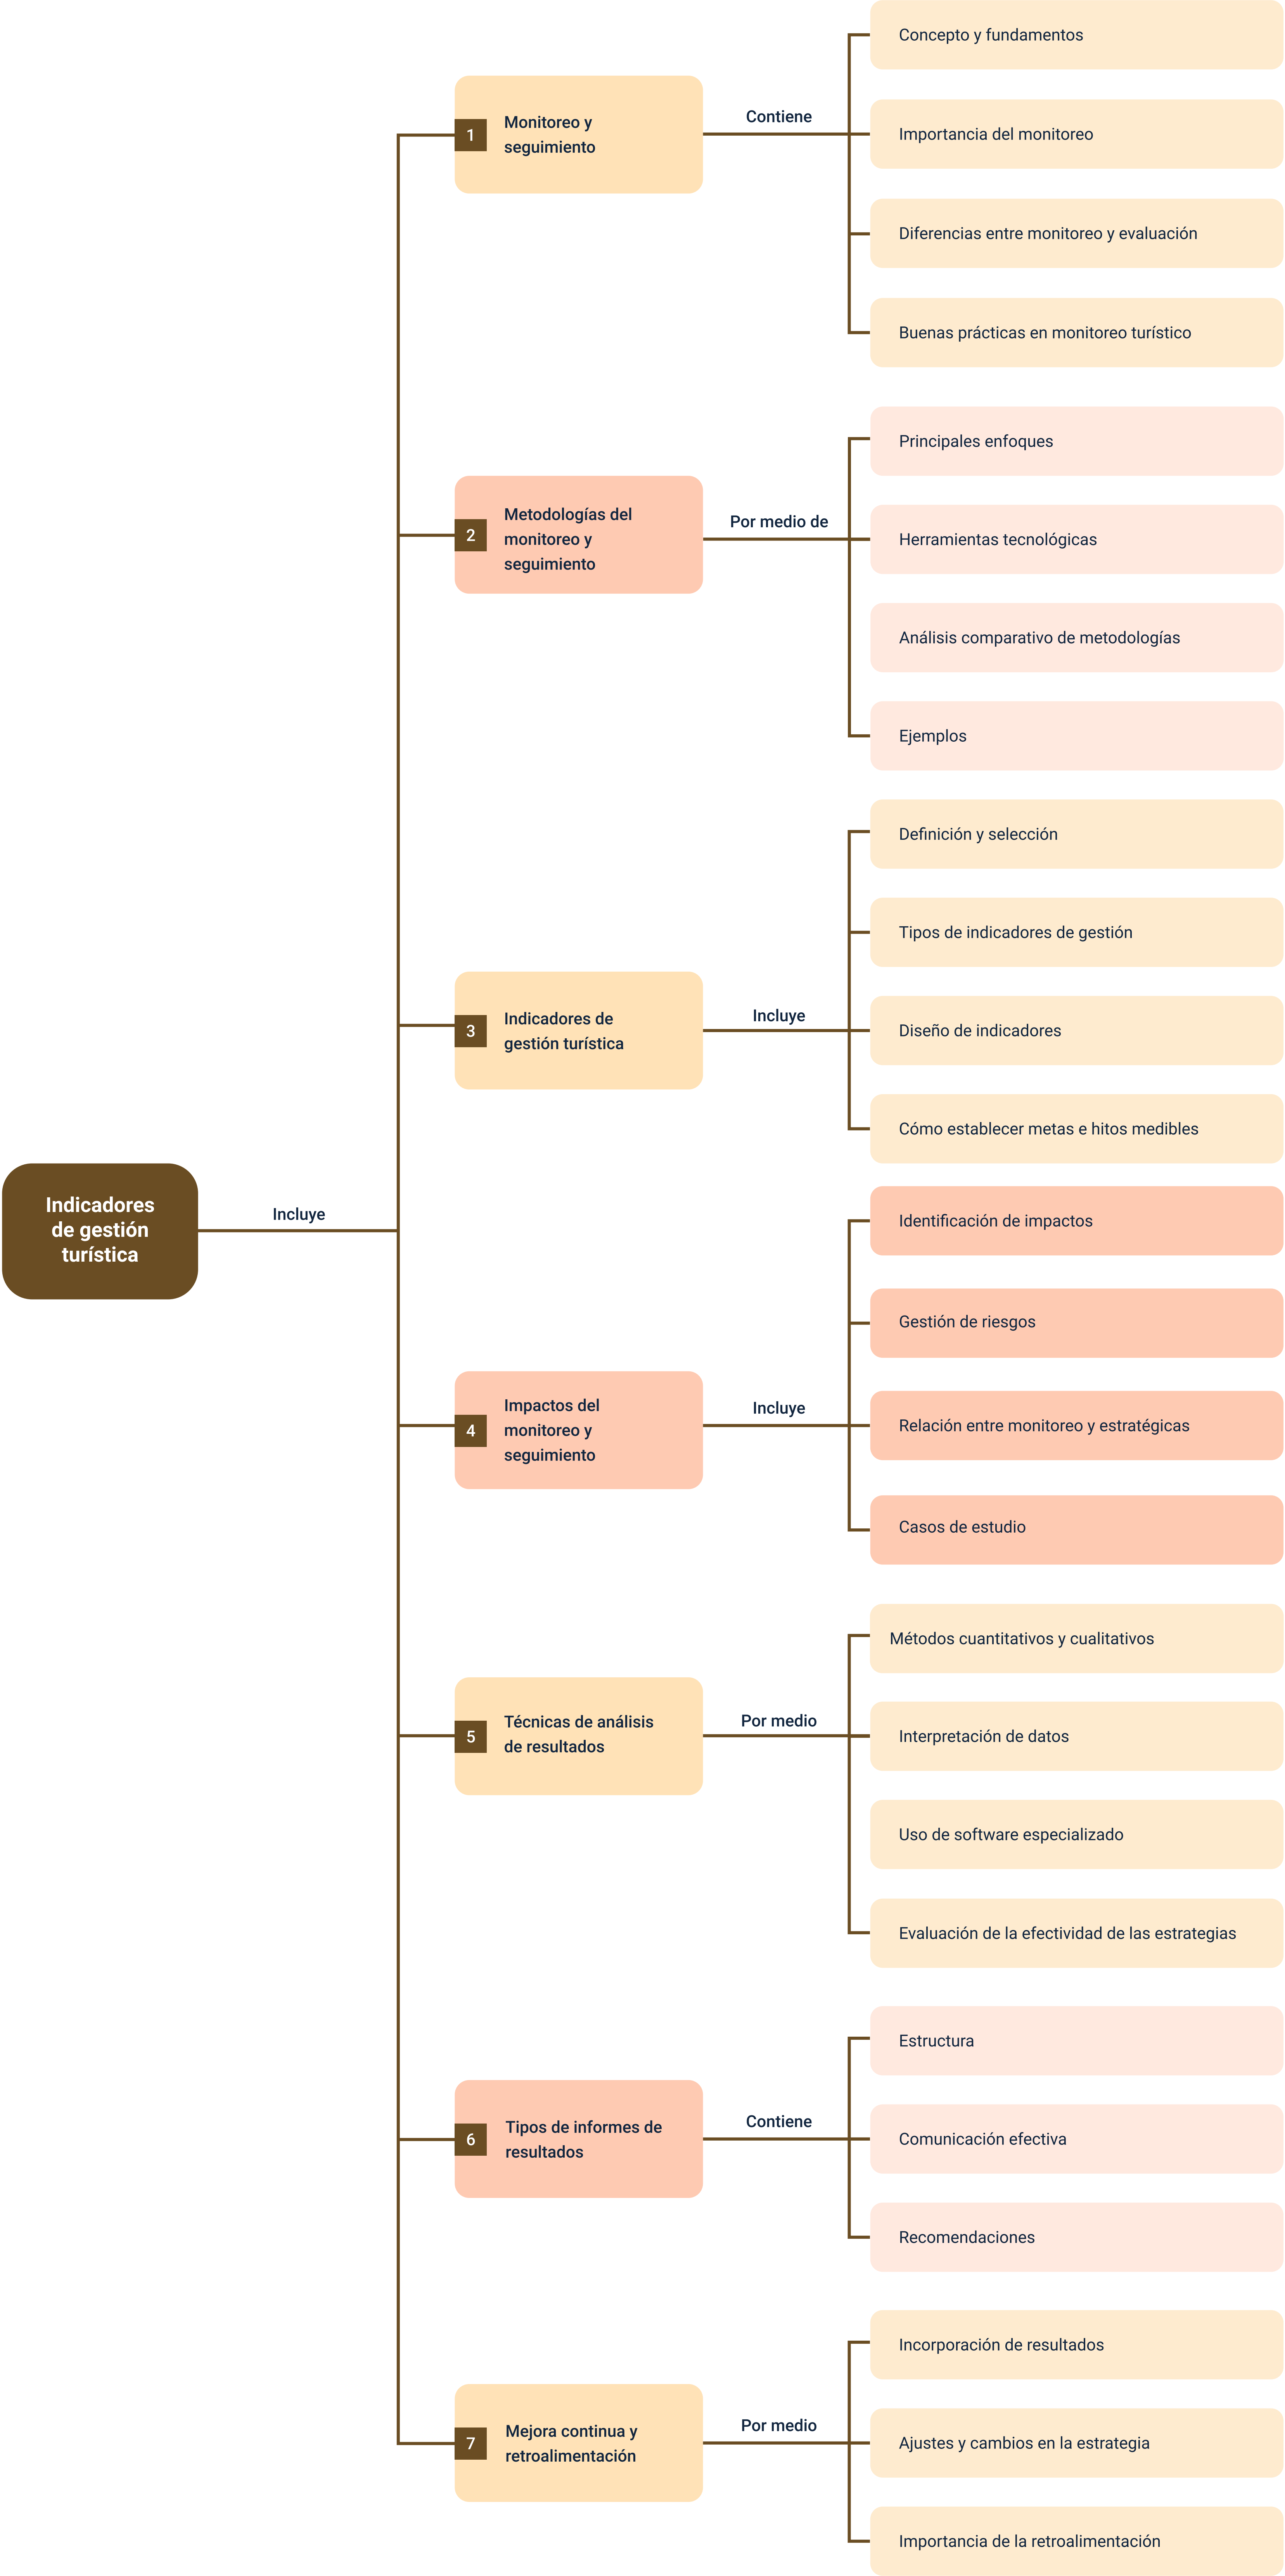 Indicadores
de gestión
turística
Incluye
1
Monitoreo y
seguimiento
Contiene
Concepto y fundamentos
Importancia del monitoreo
Diferencias entre monitoreo y evaluación
Buenas prácticas en monitoreo turístico
2
Metodologías del
monitoreo y
seguimiento
Por medio de
Principales enfoques
Herramientas tecnológicas
Análisis comparativo de metodologías
Ejemplos
3
Indicadores de
gestión turística
Incluye
Definición y selección
Tipos de indicadores de gestión
Diseño de indicadores
Cómo establecer metas e hitos medibles
4
Impactos del
monitoreo y
seguimiento
Incluye
Identificación de impactos
Gestión de riesgos
Relación entre monitoreo y estratégicas
Casos de estudio
5
Técnicas de análisis
de resultados
Por medio
Métodos cuantitativos y cualitativos
Interpretación de datos
Uso de software especializado
Evaluación de la efectividad de las estrategias
6
Tipos de informes de
resultados
Contiene
Estructura
Comunicación efectiva
Recomendaciones
7
Mejora continua y
retroalimentación
Por medio
Incorporación de resultados
Ajustes y cambios en la estrategia
Importancia de la retroalimentación